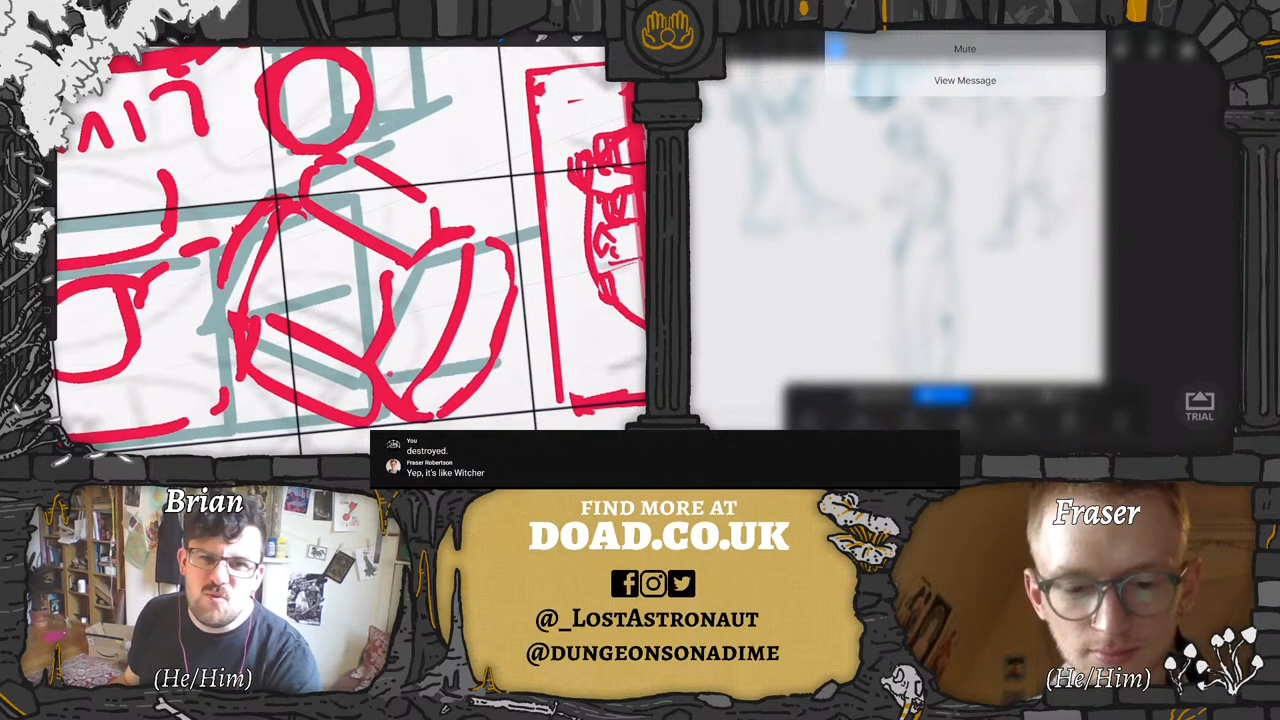 Mute
View Message
TRIAL
You
destroyed.
Fraser Robertson
Yep, it's like Witcher
Brian
(He/Him)
FIND MORE AT
DOAD.CO.UK
@_LostAstronaut
@dungeonsonadime
Fraser
(He/Him)